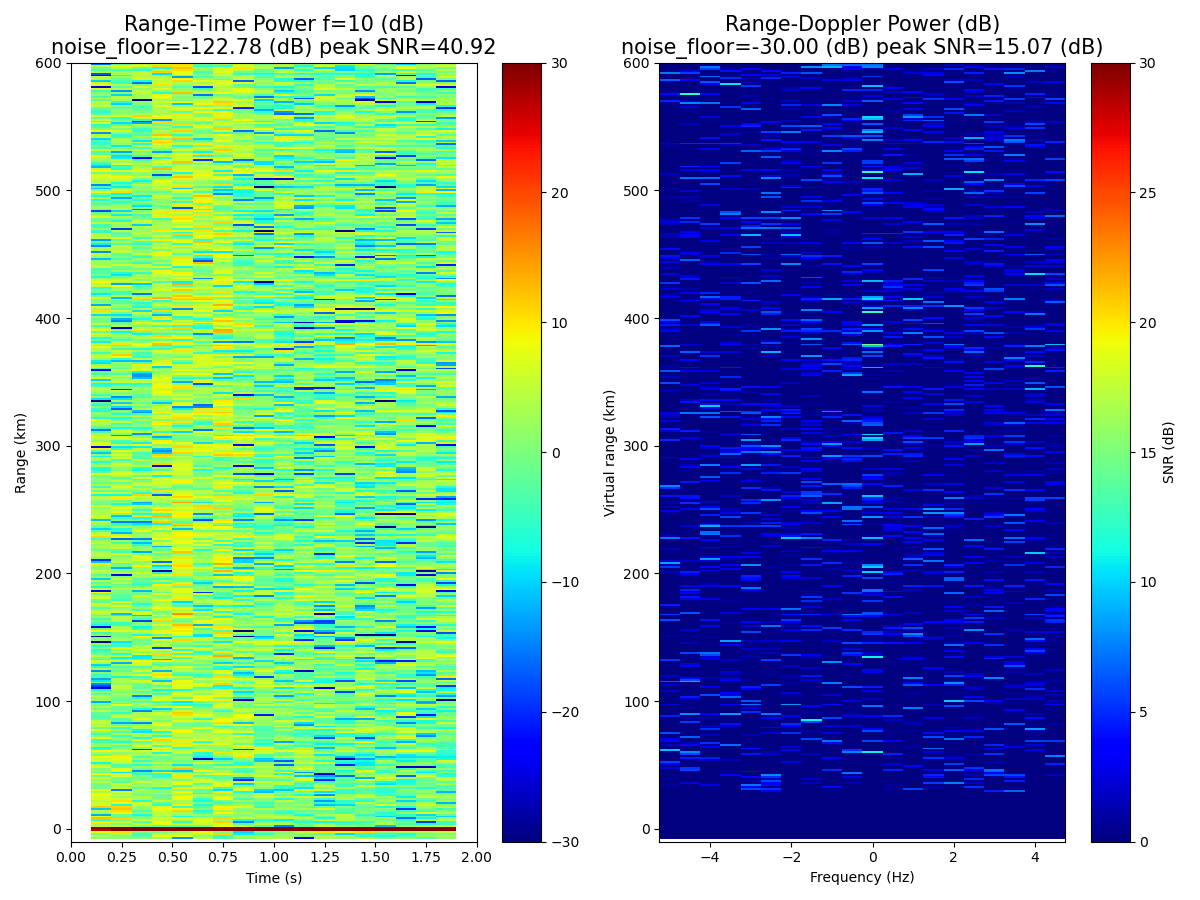 Range-Time Power f=10 (dB)
noise_floor=-122.78 (dB) peak SNR=40.92
Range-Doppler Power (dB)
noise_floor=-30.00 (dB) peak SNR=15.07 (dB)
Range (km)
600
500
400
300
200
100
0
0.00 0.25 0.50 0.75 1.00 1.25 1.50 1.75 2.00
Time (s)
30
20
10
0
−10
−20
−30
Virtual range (km)
600
500
400
300
200
100
0
−4 −2 0 2 4
Frequency (Hz)
30
25
20
15
10
5
0
SNR (dB)